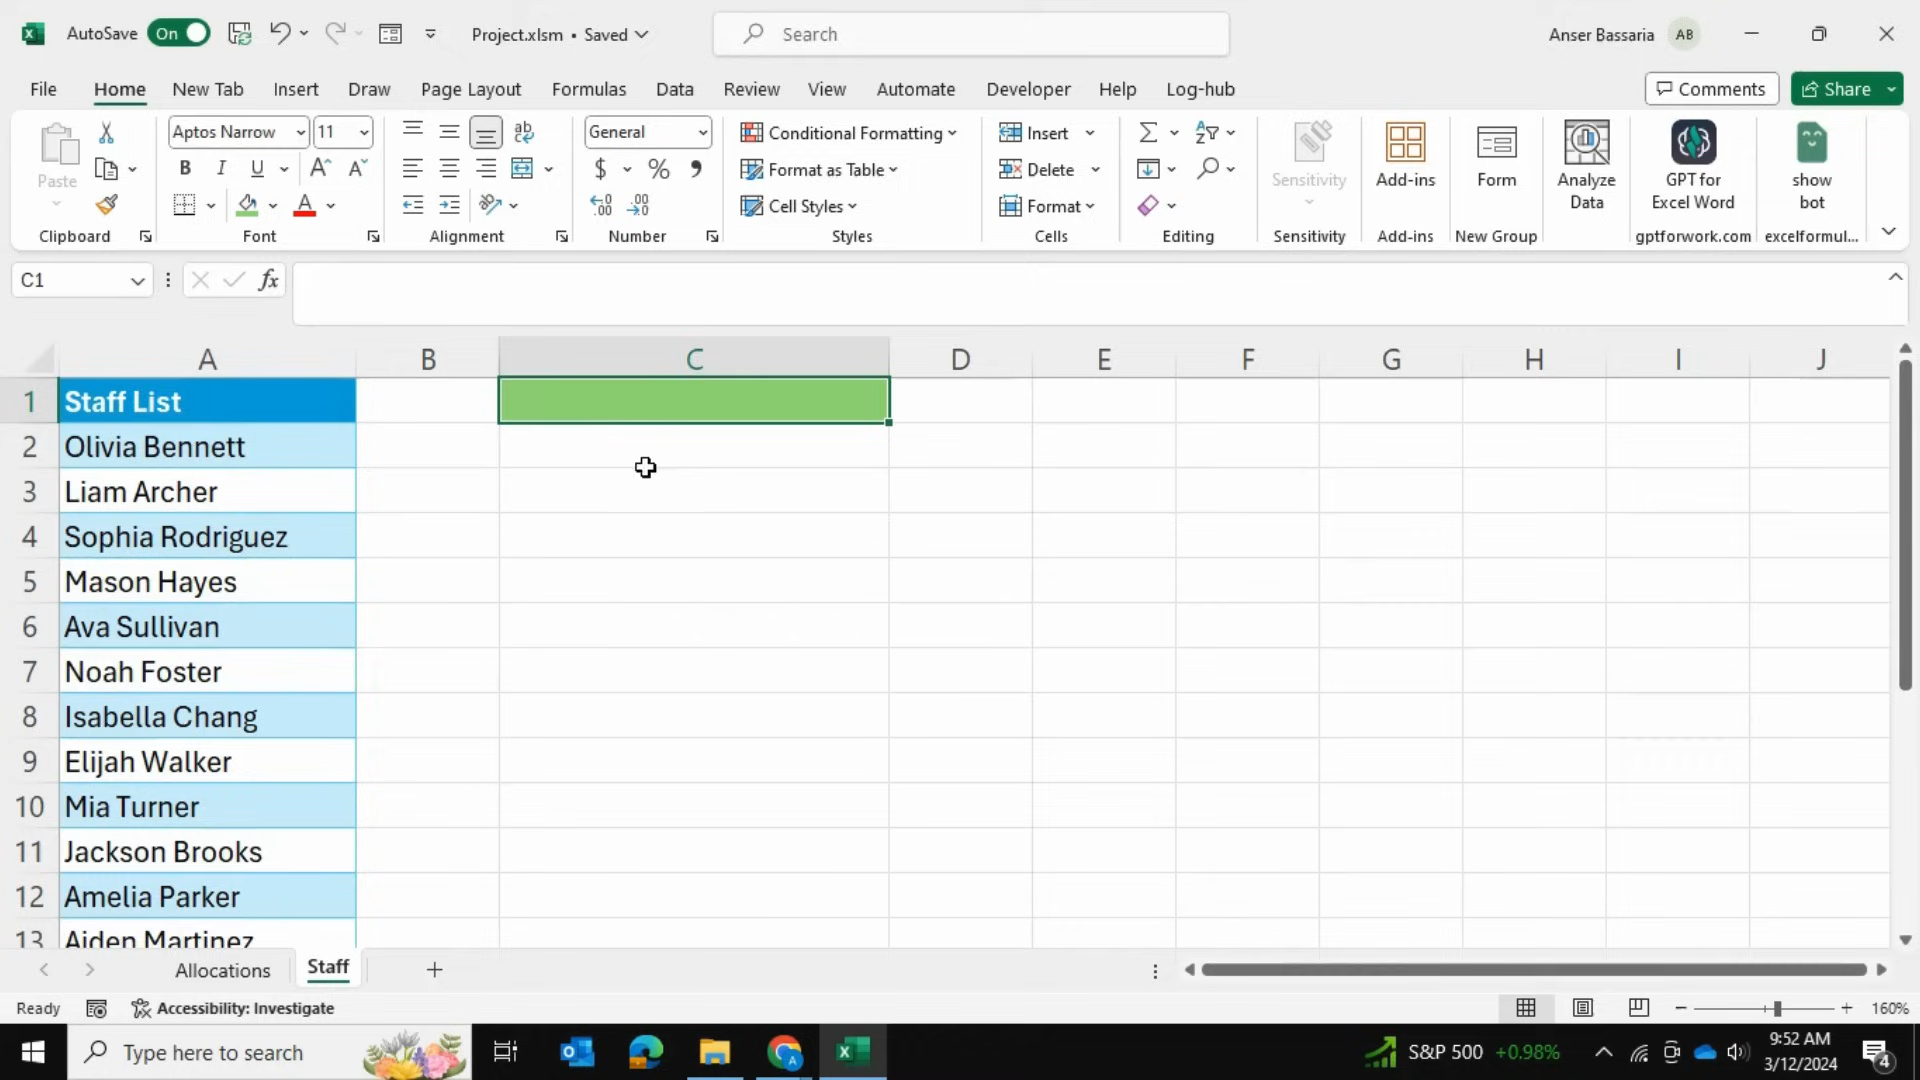 AutoSave On Project.xlsm • Saved Search Anser Bassaria AB
File Home New Tab Insert Draw Page Layout Formulas Data Review View Automate Developer Help Log-hub Comments Share
Paste Aptos Narrow 11 General Conditional Formatting Insert Sensitivity Add-ins Form Analyze Data GPT for Excel Word show bot
B I U A A $ % Format as Table Delete
A Cell Styles Format
Clipboard Font Alignment Number Styles Cells Editing Sensitivity Add-ins New Group gptforwork.com excelformul...
C1 fx
A B C D E F G H I J
1 Staff List
2 Olivia Bennett
3 Liam Archer
4 Sophia Rodriguez
5 Mason Hayes
6 Ava Sullivan
7 Noah Foster
8 Isabella Chang
9 Elijah Walker
10 Mia Turner
11 Jackson Brooks
12 Amelia Parker
13 Aiden Martinez
Allocations Staff
Ready Accessibility: Investigate 160%
Type here to search S&P 500 +0.98% 9:52 AM
3/12/2024 4